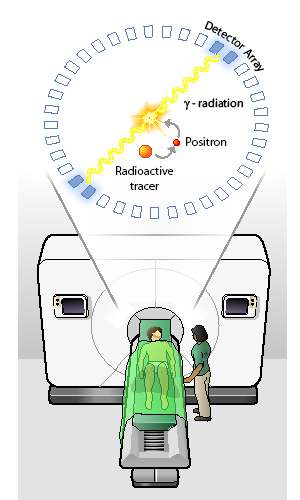 Detector Array
γ - radiation
Positron
Radioactive
tracer